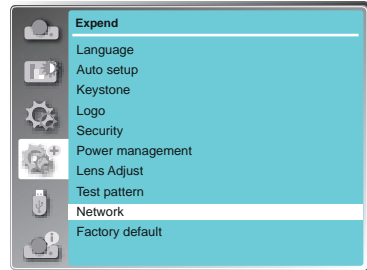 Expend
Language
Auto setup
Keystone
Logo
Security
Power management
Lens Adjust
Test pattern
Network
Factory default